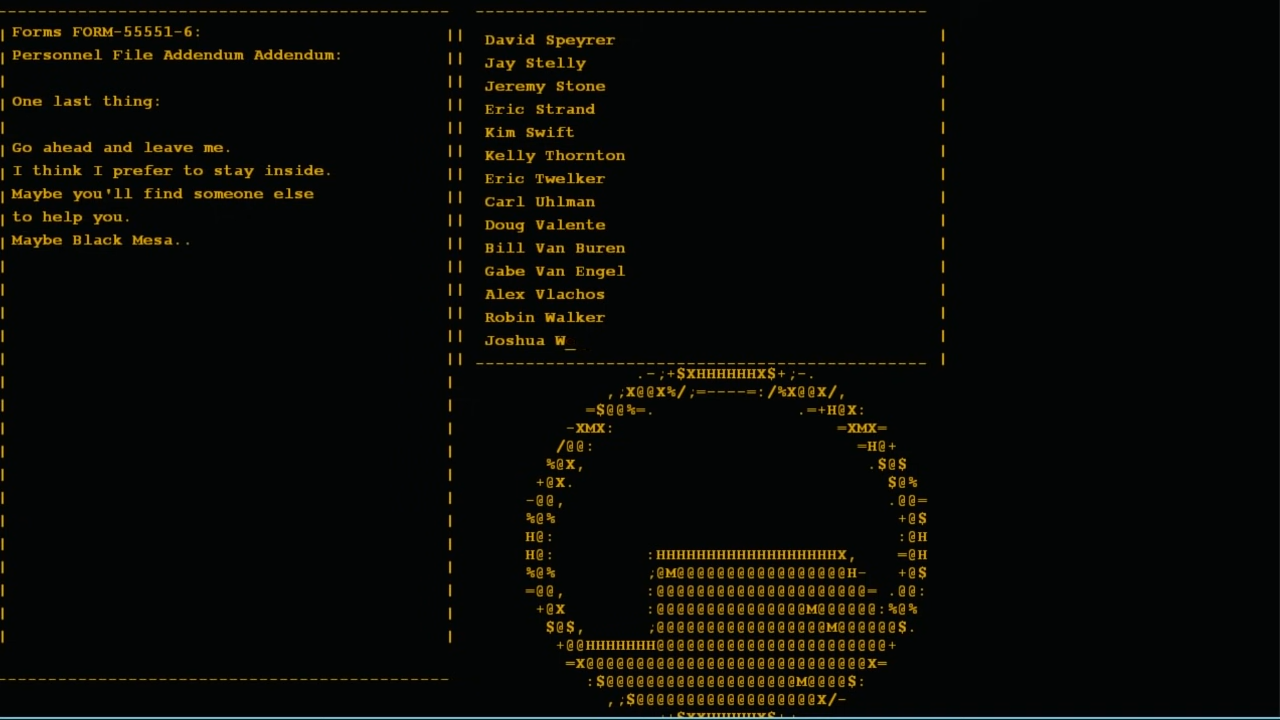 Forms FORM-55551-6:
Personnel File Addendum Addendum:
One last thing:
Go ahead and leave me.
I think I prefer to stay inside.
Maybe you'll find someone else
to help you.
Maybe Black Mesa..
David Speyrer
Jay Stelly
Jeremy Stone
Eric Strand
Kim Swift
Kelly Thornton
Eric Twelker
Carl Uhlman
Doug Valente
Bill Van Buren
Gabe Van Engel
Alex Vlachos
Robin Walker
Joshua W_